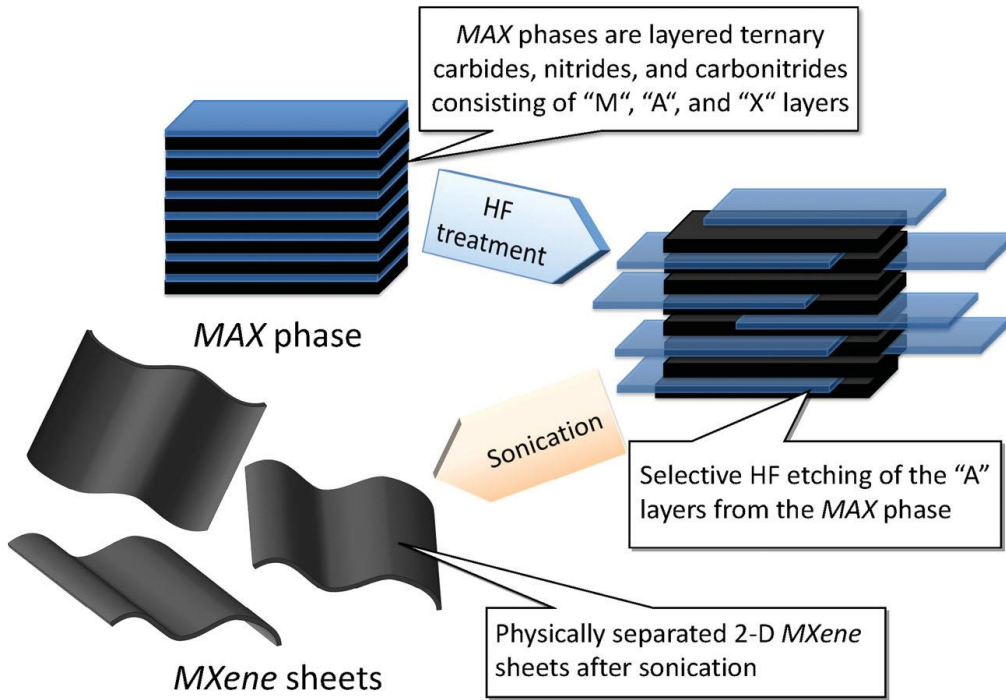 MAX phases are layered ternary
carbides, nitrides, and carbonitrides
consisting of “M“, “A“, and “X“ layers
HF
treatment
MAX phase
Sonication
Selective HF etching of the “A”
layers from the MAX phase
Physically separated 2-D MXene
sheets after sonication
MXene sheets